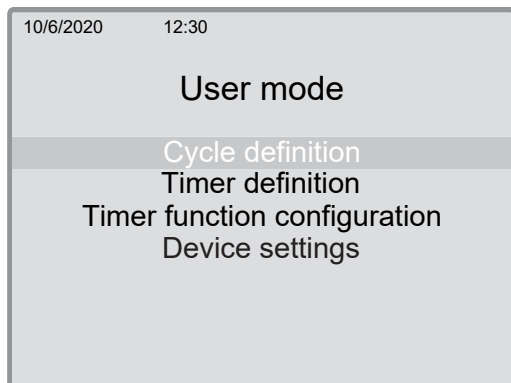 10/6/2020 12:30
User mode
Cycle definition
Timer definition
Timer function configuration
Device settings